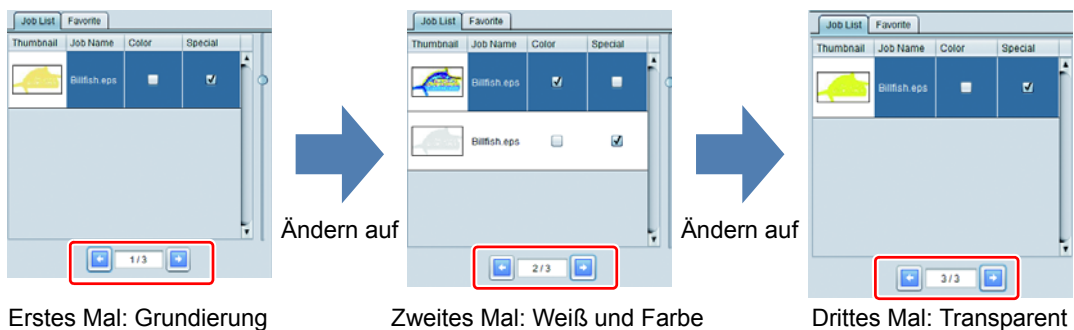 Job List Favorite
Thumbnail Job Name Color Special
Billfish.eps
1/3
Ändern auf
Job List Favorite
Thumbnail Job Name Color Special
Billfish.eps
Billfish.eps
2/3
Ändern auf
Job List Favorite
Thumbnail Job Name Color Special
Billfish.eps
3/3
Erstes Mal: Grundierung
Zweites Mal: Weiß und Farbe
Drittes Mal: Transparent